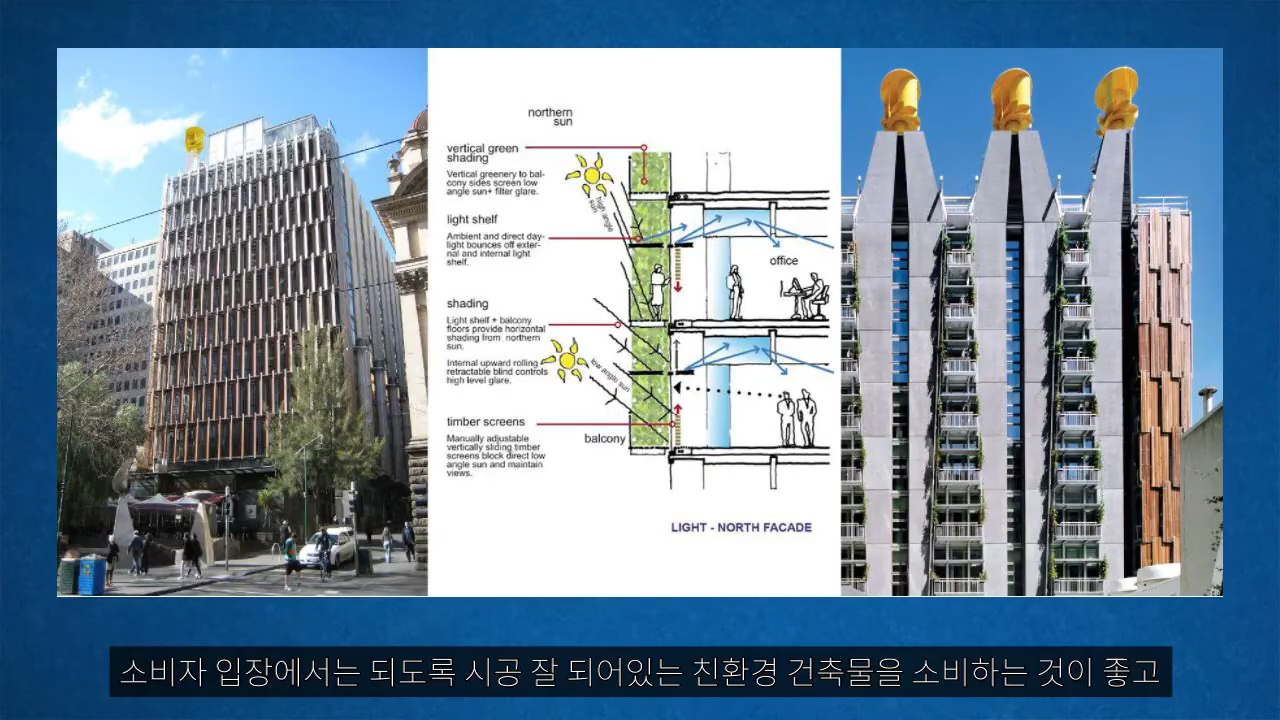 northern
sun
vertical green
shading
Vertical greenery to bal-
cony sides screen low
angle sun+ filter glare.
high angle
sun
light shelf
Ambient and direct day-
light bounces off exter-
nal and internal light
shelf.
office
shading
Light shelf + balcony
floors provide horizontal
shading from northern
sun.
Internal upward rolling
retractable blind controls
high level glare.
low angle sun
timber screens
balcony
Manually adjustable
vertically sliding timber
screens block direct low
angle sun and maintain
views.
LIGHT - NORTH FACADE
소비자 입장에서는 되도록 시공 잘 되어있는 친환경 건축물을 소비하는 것이 좋고